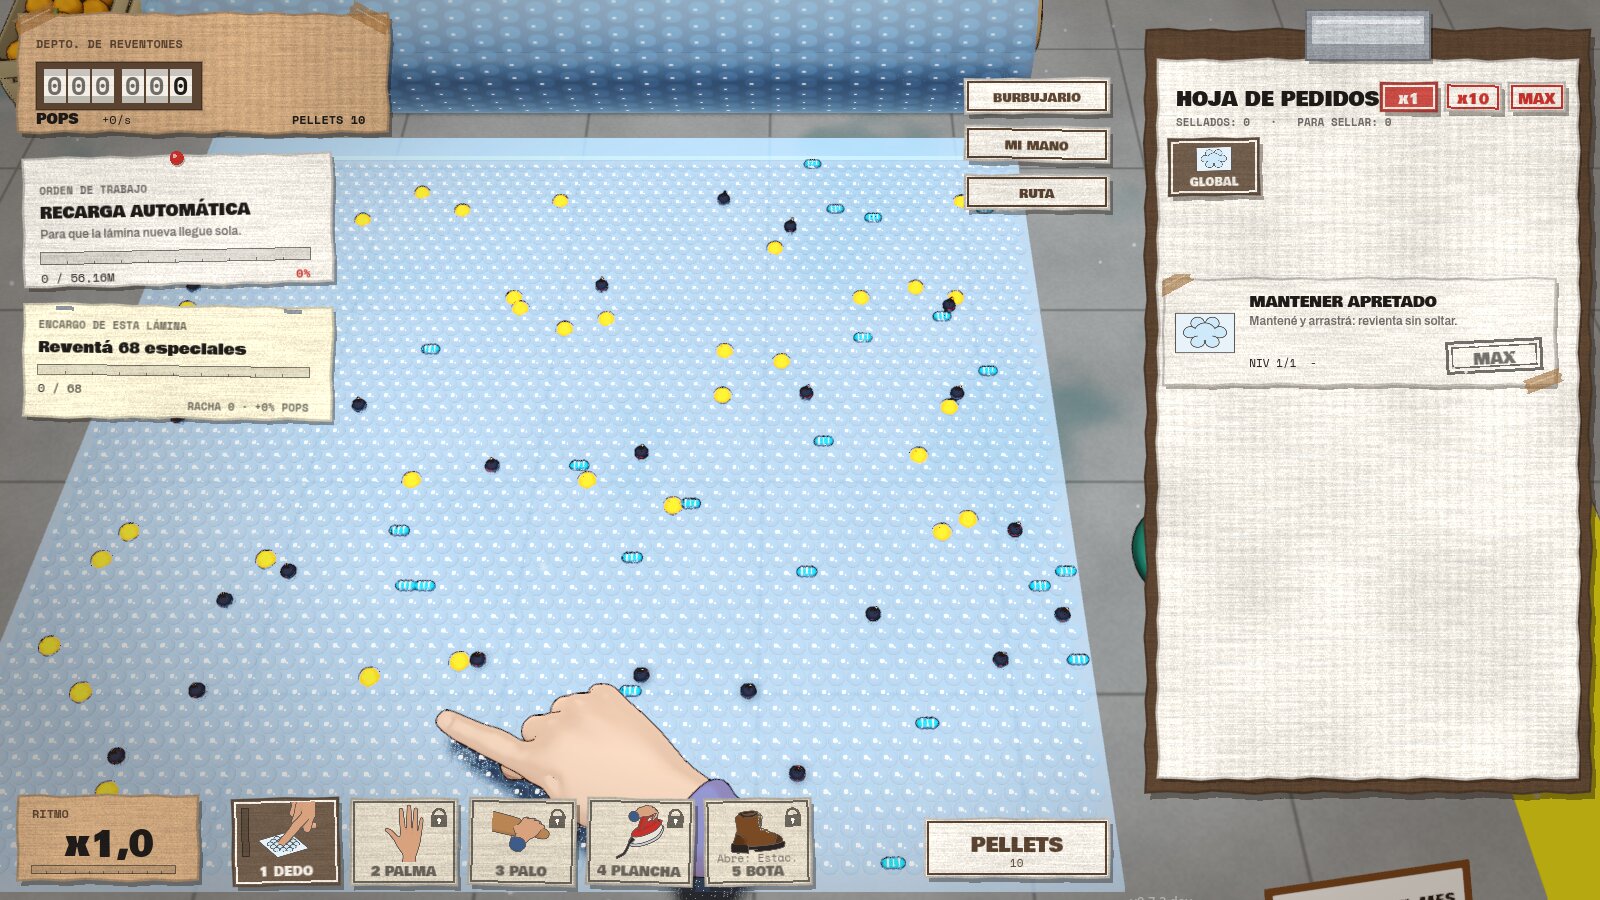 DEPTO. DE REVENTONES
000 000
POPS +0/s PELLETS 10
ORDEN DE TRABAJO
RECARGA AUTOMÁTICA
Para que la lámina nueva llegue sola.
0 / 56.16M 0%
ENCARGO DE ESTA LÁMINA
Reventá 68 especiales
0 / 68
RACHA 0 · +0% POPS
BURBUJARIO
MI MANO
RUTA
HOJA DE PEDIDOS x1 x10 MAX
SELLADOS: 0 · PARA SELLAR: 0
GLOBAL
MANTENER APRETADO
Mantené y arrastrá: revienta sin soltar.
NIV 1/1 - MAX
RITMO
x1,0
1 DEDO
2 PALMA
3 PALO
4 PLANCHA
Abre: Estac.
5 BOTA
PELLETS
10